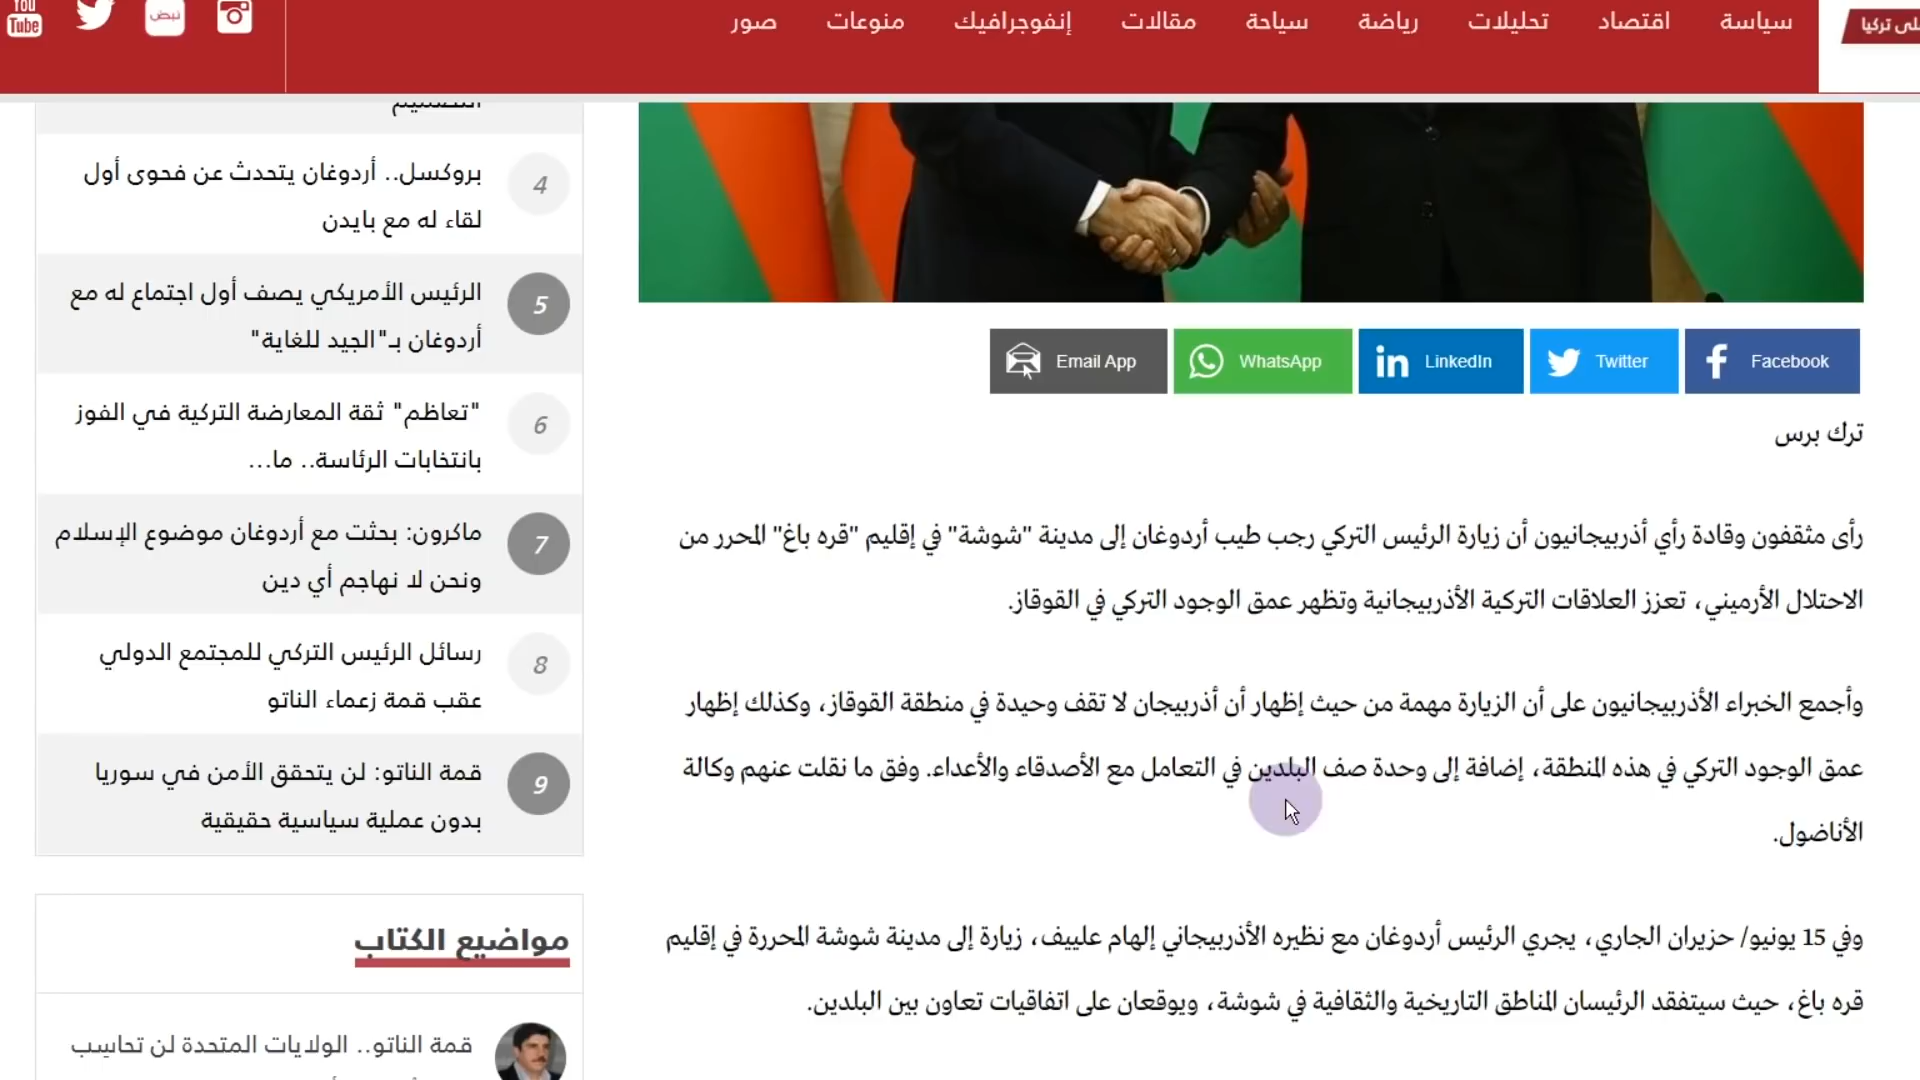 You
Tube
نبض
سياسة
اقتصاد
تحليلات
رياضة
سياحة
مقالات
إنفوجرافيك
منوعات
صور
تركيا
Facebook
Twitter
LinkedIn
WhatsApp
Email App
ترك برس
رأى مثقفون وقادة رأي أذربيجانيون أن زيارة الرئيس التركي رجب طيب أردوغان إلى مدينة "شوشة" في إقليم "قره باغ" المحرر من
الاحتلال الأرميني، تعزز العلاقات التركية الأذربيجانية وتظهر عمق الوجود التركي في القوقاز.
وأجمع الخبراء الأذربيجانيون على أن الزيارة مهمة من حيث إظهار أن أذربيجان لا تقف وحيدة في منطقة القوقاز، وكذلك إظهار
عمق الوجود التركي في هذه المنطقة، إضافة إلى وحدة صف البلدين في التعامل مع الأصدقاء والأعداء. وفق ما نقلت عنهم وكالة
الأناضول.
وفي 15 يونيو/ حزيران الجاري، يجري الرئيس أردوغان مع نظيره الأذربيجاني إلهام علييف، زيارة إلى مدينة شوشة المحررة في إقليم
قره باغ، حيث سيتفقد الرئيسان المناطق التاريخية والثقافية في شوشة، ويوقعان على اتفاقيات تعاون بين البلدين.
4
بروكسل.. أردوغان يتحدث عن فحوى أول
لقاء له مع بايدن
5
الرئيس الأمريكي يصف أول اجتماع له مع
أردوغان بـ"الجيد للغاية"
6
"تعاظم" ثقة المعارضة التركية في الفوز
بانتخابات الرئاسة.. ما...
7
ماكرون: بحثت مع أردوغان موضوع الإسلام
ونحن لا نهاجم أي دين
8
رسائل الرئيس التركي للمجتمع الدولي
عقب قمة زعماء الناتو
9
قمة الناتو: لن يتحقق الأمن في سوريا
بدون عملية سياسية حقيقية
مواضيع الكتاب
قمة الناتو.. الولايات المتحدة لن تحاسِب